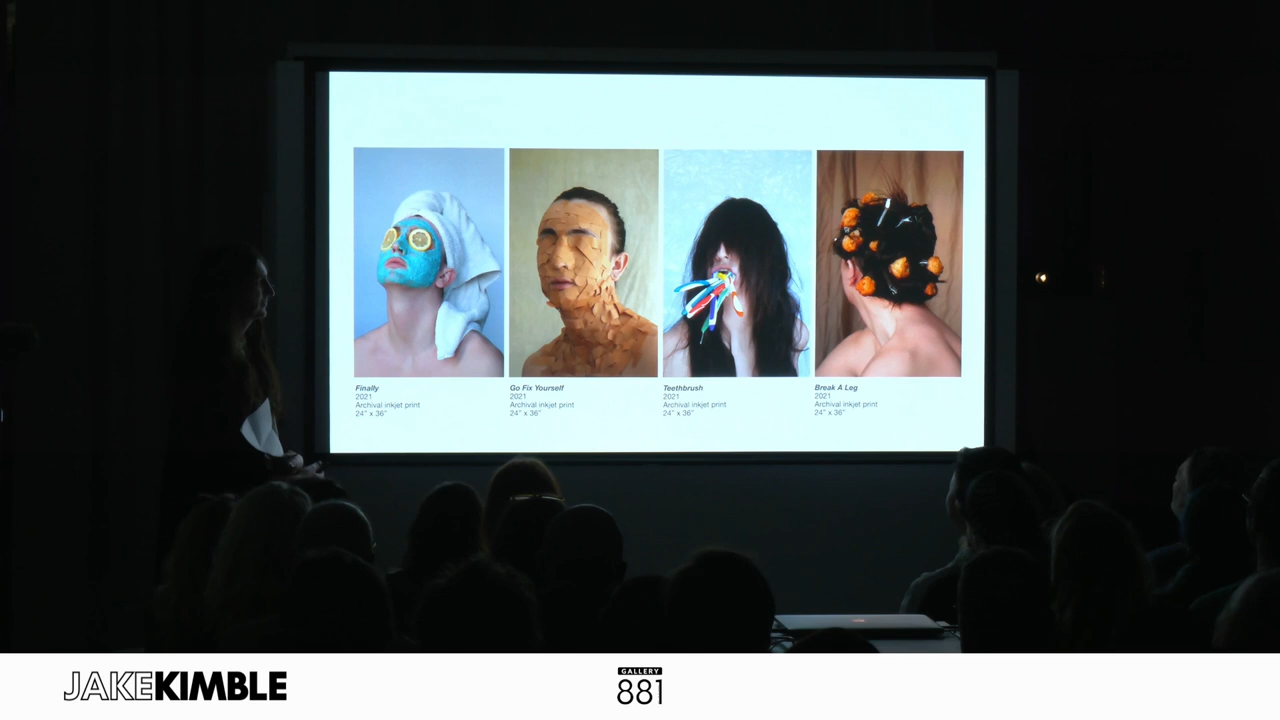 Finally
2021
Archival inkjet print
24" x 36"
Go Fix Yourself
2021
Archival inkjet print
24" x 36"
Teethbrush
2021
Archival inkjet print
24" x 36"
Break A Leg
2021
Archival inkjet print
24" x 36"
JAKEKIMBLE
GALLERY
881